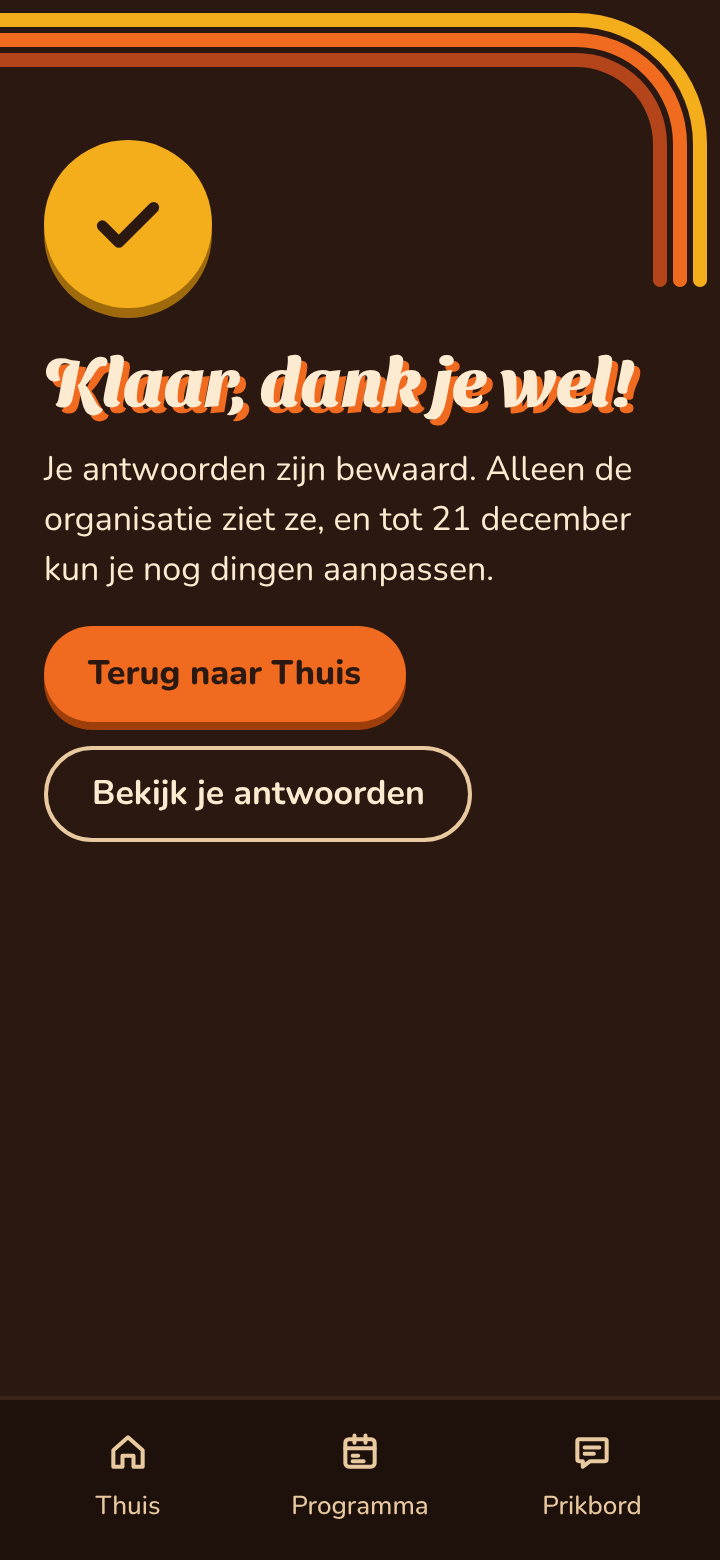 Klaar, dank je wel!
Je antwoorden zijn bewaard. Alleen de
organisatie ziet ze, en tot 21 december
kun je nog dingen aanpassen.
Terug naar Thuis
Bekijk je antwoorden
Thuis
Programma
Prikbord